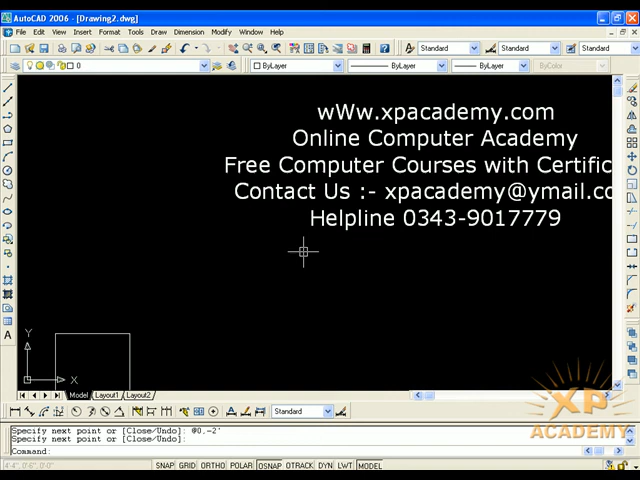 AutoCAD 2006 - [Drawing2.dwg]
File Edit View Insert Format Tools Draw Dimension Modify Window Help
Standard Standard Standard
0 ByLayer ByLayer ByLayer ByColor
wWw.xpacademy.com
Online Computer Academy
Free Computer Courses with Certific
Contact Us :- xpacademy@ymail.co
Helpline 0343-9017779
Y
X
Model Layout1 Layout2
Standard
XP
ACADEMY
Specify next point or [Close/Undo]: @0,-2'
Specify next point or [Close/Undo]:
Command:
SNAP GRID ORTHO POLAR OSNAP OTRACK DYN LWT MODEL